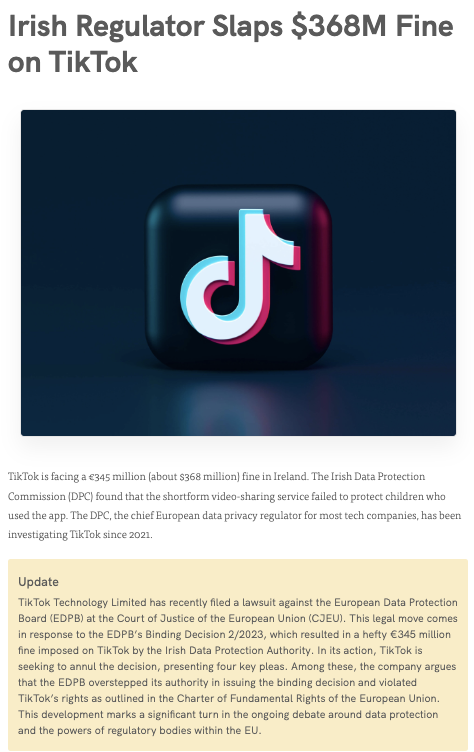 Irish Regulator Slaps $368M Fine
on TikTok
TikTok is facing a €345 million (about $368 million) fine in Ireland. The Irish Data Protection
Commission (DPC) found that the shortform video-sharing service failed to protect children who
used the app. The DPC, the chief European data privacy regulator for most tech companies, has been
investigating TikTok since 2021.
Update
TikTok Technology Limited has recently filed a lawsuit against the European Data Protection
Board (EDPB) at the Court of Justice of the European Union (CJEU). This legal move comes
in response to the EDPB's Binding Decision 2/2023, which resulted in a hefty €345 million
fine imposed on TikTok by the Irish Data Protection Authority. In its action, TikTok is
seeking to annul the decision, presenting four key pleas. Among these, the company argues
that the EDPB overstepped its authority in issuing the binding decision and violated
TikTok's rights as outlined in the Charter of Fundamental Rights of the European Union.
This development marks a significant turn in the ongoing debate around data protection
and the powers of regulatory bodies within the EU.